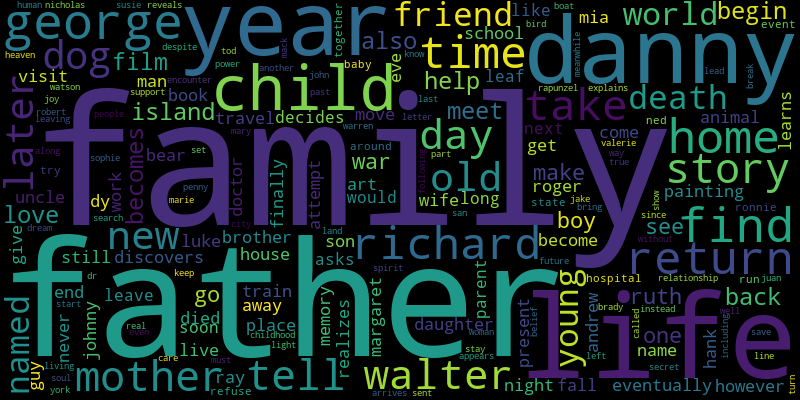 human nicholas susie reveals
george year friend like boat
bird mia world begin event
danny
dog film also time school
together
despite tod meanwhile
heaven man power mack know lead break
visit another baby eve child help leaf rapunzel explains
watson book john past
support encounter
joy island travel decides move last letter meet death animal
robert leaving people mary warren around part next ned valerie
later becomes bear doctor war day take get come way true home learns
family
along sophie set art old story
try uncle work attempt would make roger state jake painting
dy penny finally wifelong show ronnie
love marie search city following san boy bring since without find
give new luke brother son richard become see
still discovers house asks land dream
father
dr keep future hospital relationship run juan
end train parent return
named start leave go away spirit life
never johnny died place memory margaret daughter woman present belief young andrew ruth back
soon realizes childhood brady one
real light stay hank name called well
guy live even appears left including save line
living care must instead secret
mother ray tell walter night fall eventually however
soul york refuse arrives sent turn